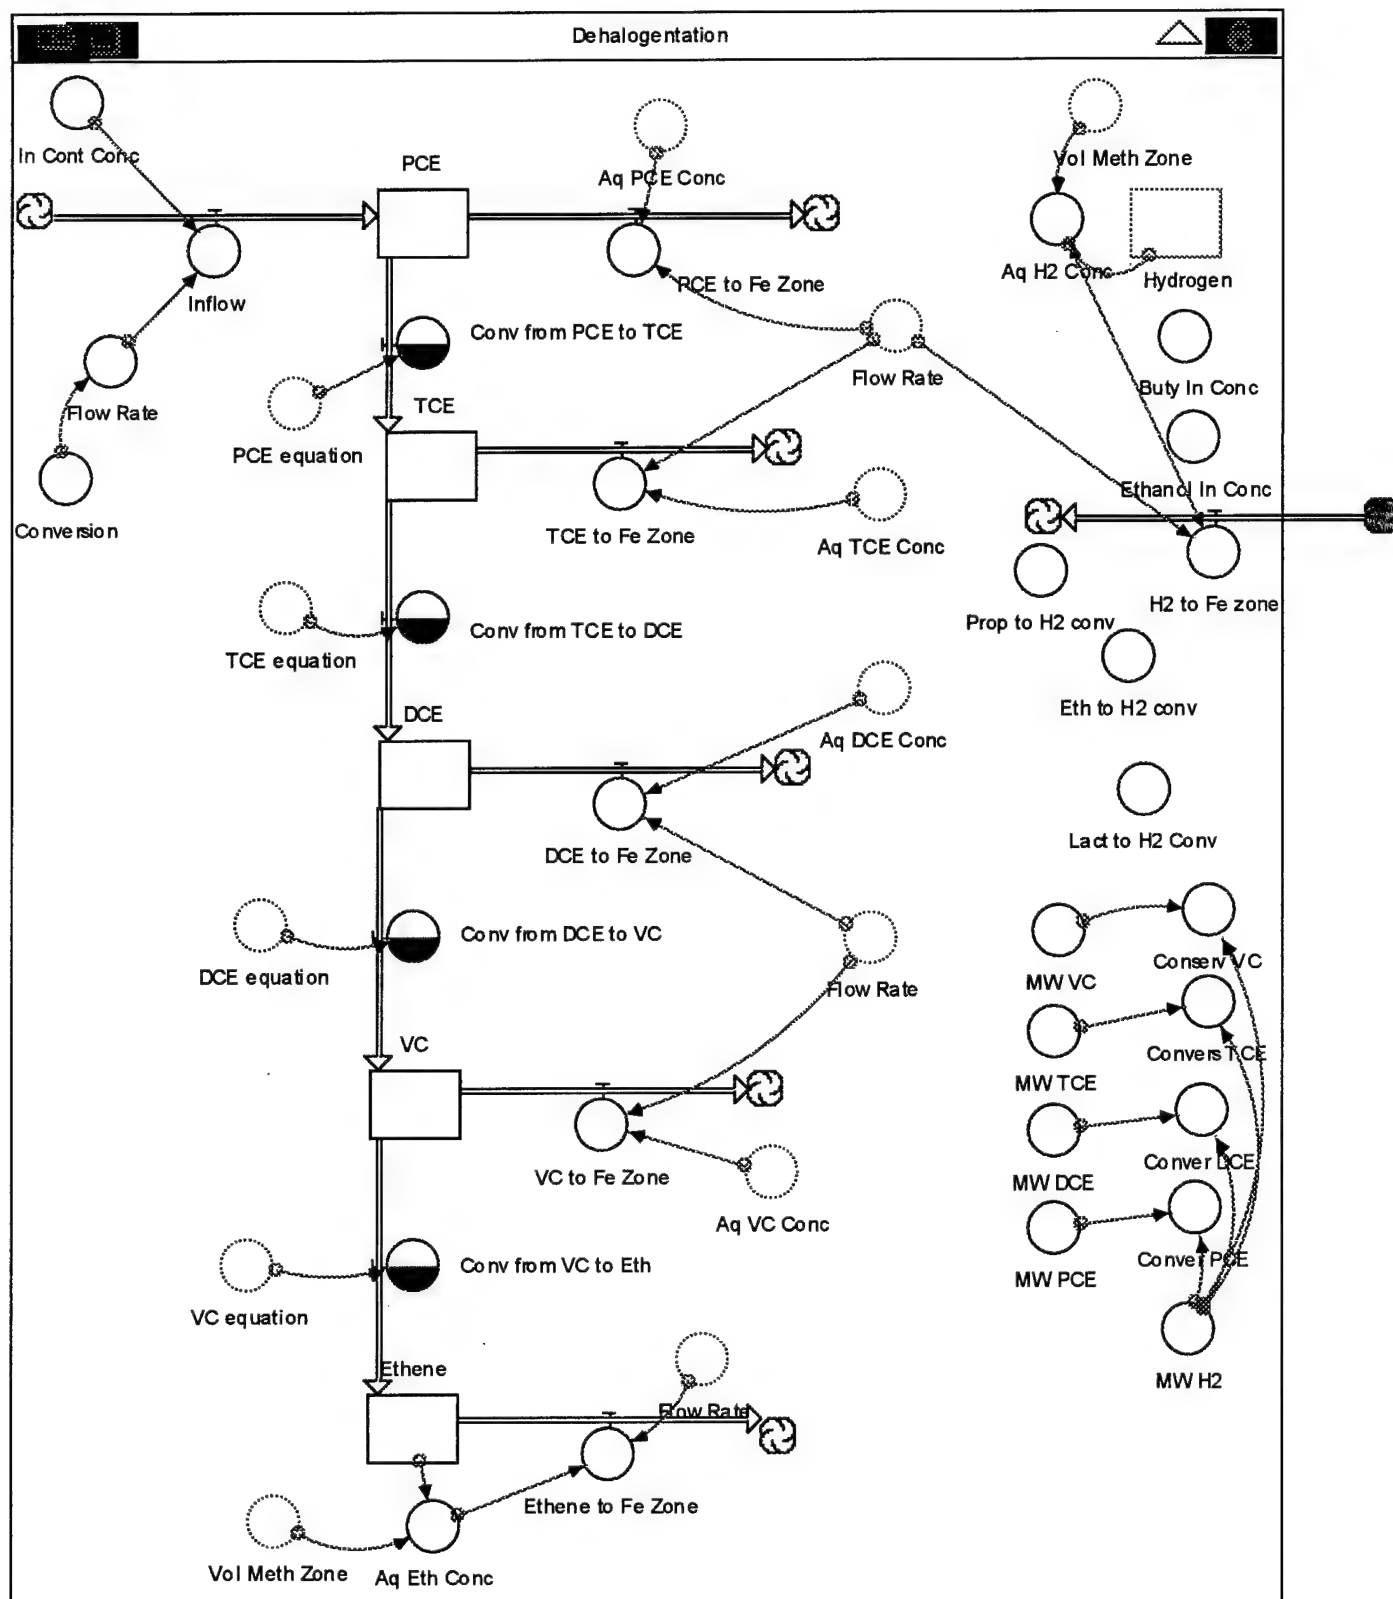 Dehalogentation
In Cont Conc
PCE
Aq PCE Conc
Vol Meth Zone
Inflow
PCE to Fe Zone
Aq H2 Conc
Hydrogen
Conv from PCE to TCE
Flow Rate
Flow Rate
Buty In Conc
TCE
PCE equation
Ethanol In Conc
Conversion
TCE to Fe Zone
Aq TCE Conc
H2 to Fe zone
Prop to H2 conv
Conv from TCE to DCE
TCE equation
Eth to H2 conv
DCE
Aq DCE Conc
Lact to H2 Conv
DCE to Fe Zone
Conv from DCE to VC
DCE equation
Flow Rate
MW VC
Conserv VC
VC
Convers TCE
MW TCE
VC to Fe Zone
Conver DCE
MW DCE
Aq VC Conc
Conver PCE
Conv from VC to Eth
MW PCE
VC equation
Ethene
MW H2
Flow Rate
Ethene to Fe Zone
Vol Meth Zone
Aq Eth Conc